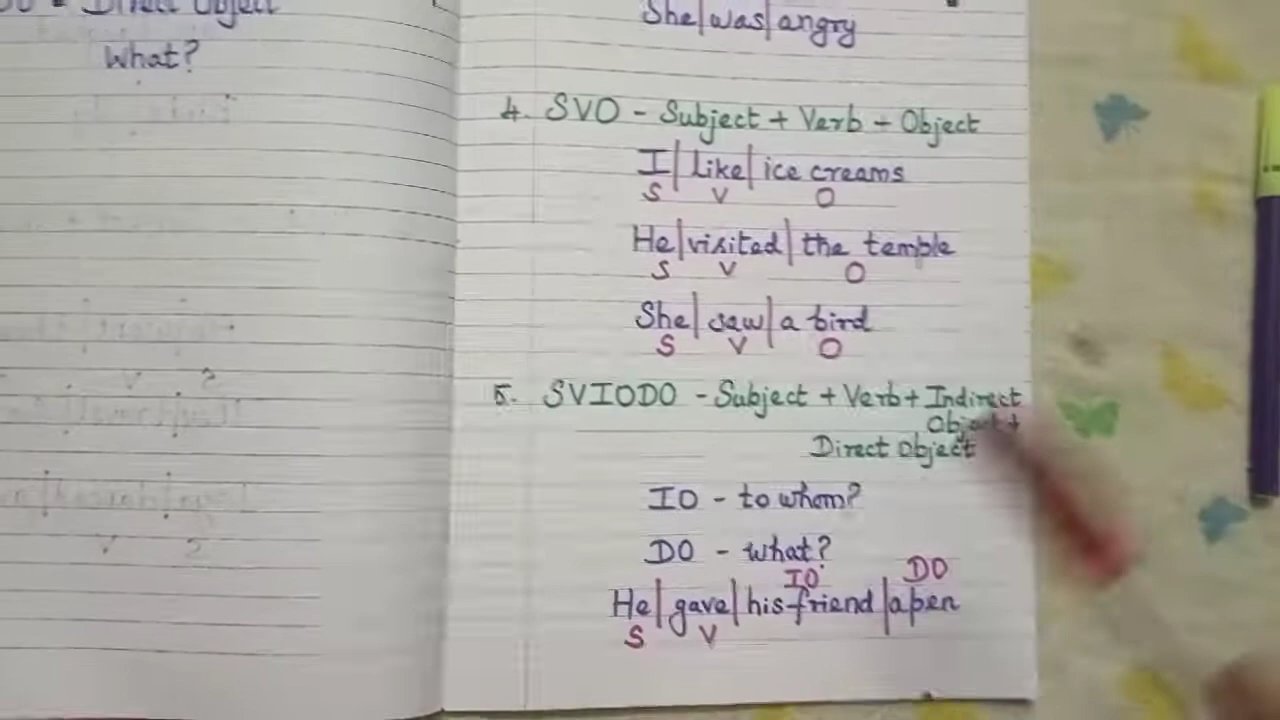 Direct Object
What?
She|was|angry
4. SVO - Subject + Verb + Object
I|like|ice creams
S V O
He|visited|the temple
S V O
She|saw|a bird
S V O
5. SVIODO - Subject + Verb + Indirect
Object +
Direct Object
IO - to whom?
DO - what?
IO DO
He|gave|his friend|a pen
S V